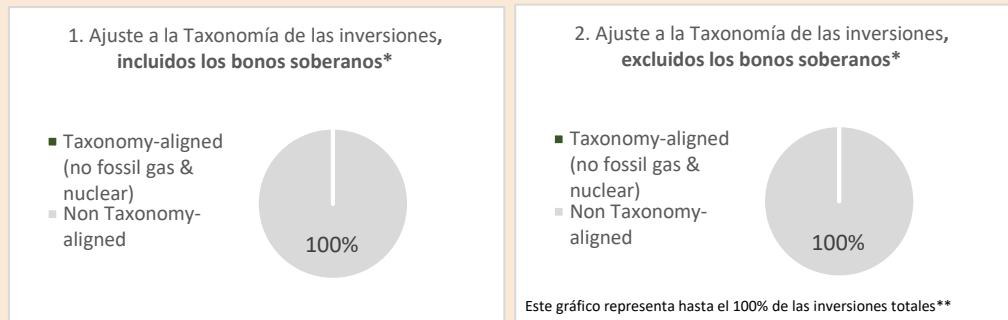 1. Ajuste a la Taxonomía de las inversiones,
incluidos los bonos soberanos*
Taxonomy-aligned
(no fossil gas &
nuclear)
Non Taxonomy-
aligned
100%
2. Ajuste a la Taxonomía de las inversiones,
excluidos los bonos soberanos*
Taxonomy-aligned
(no fossil gas &
nuclear)
Non Taxonomy-
aligned
100%
Este gráfico representa hasta el 100% de las inversiones totales**